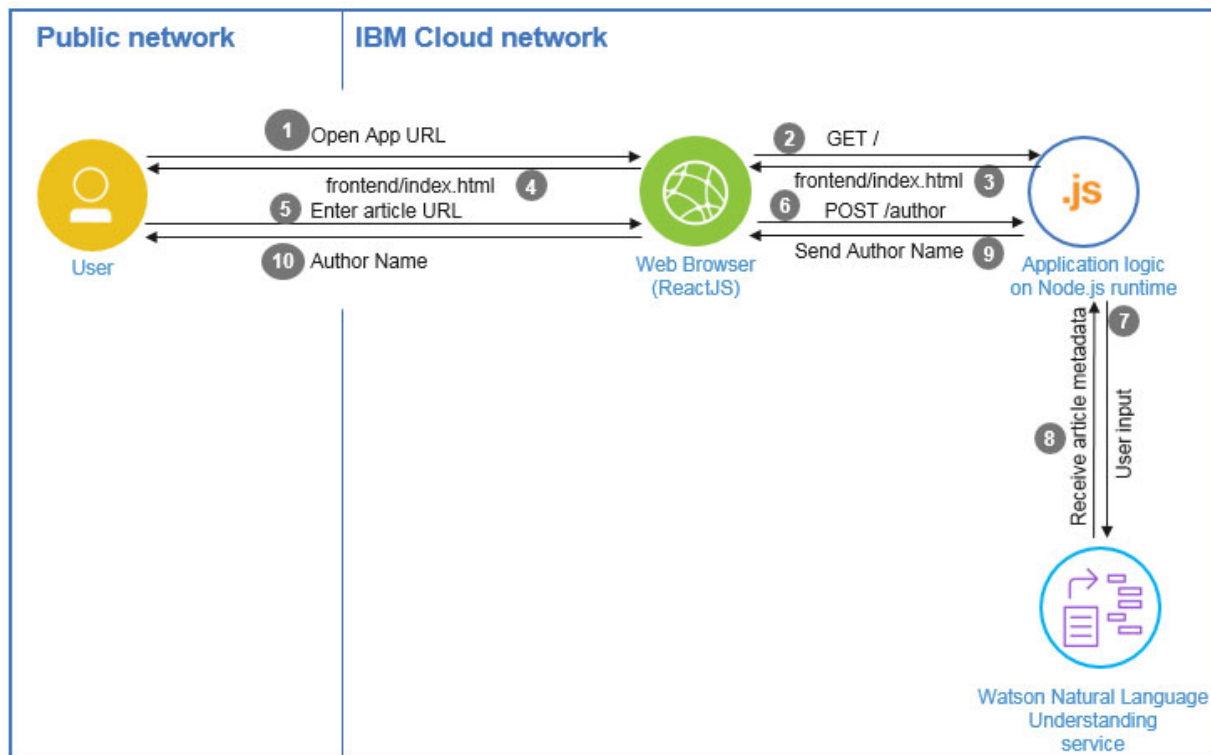 Public network
IBM Cloud network
1 Open App URL
2 GET /
frontend/index.html 4
frontend/index.html 3
.js
5 Enter article URL
6 POST /author
10 Author Name
Send Author Name 9
User
Web Browser
(ReactJS)
Application logic
on Node.js runtime
7
User input
8
Receive article metadata
Watson Natural Language
Understanding
service